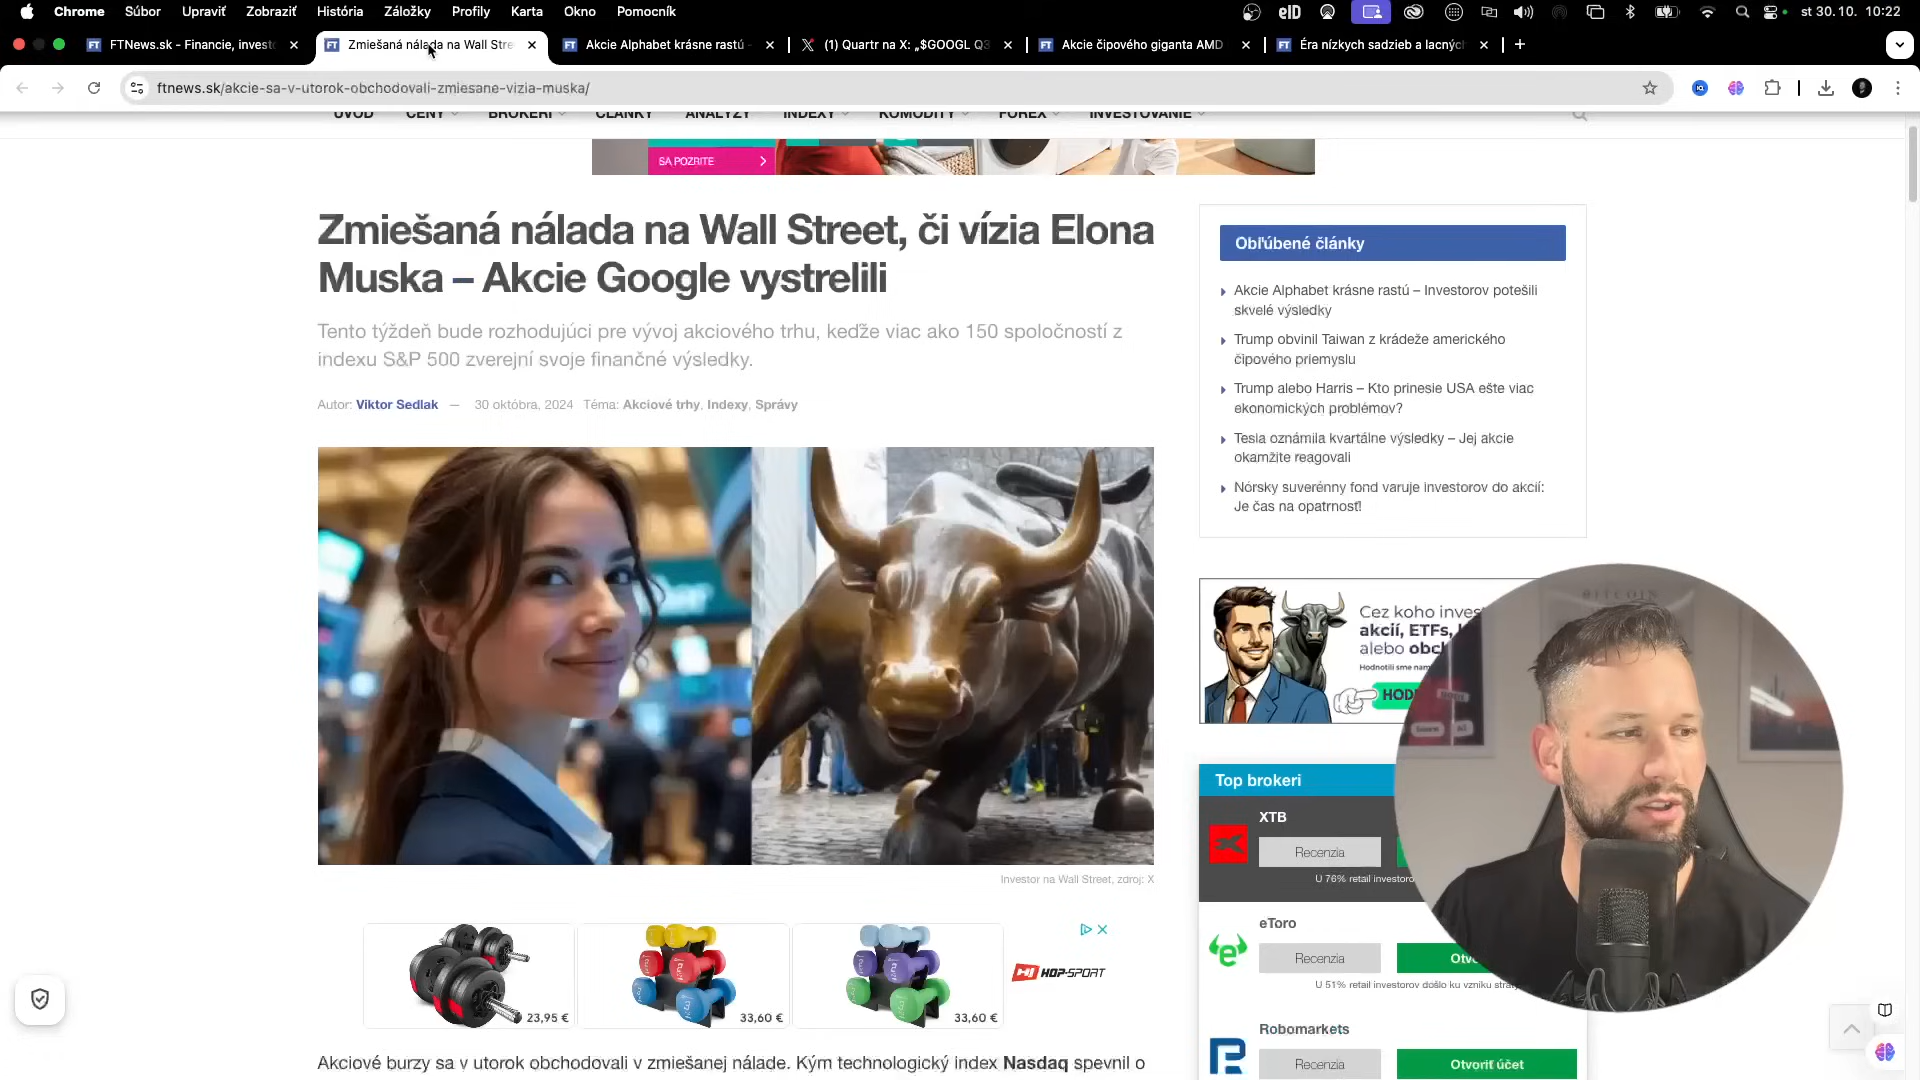 Chrome Súbor Upraviť Zobraziť História Záložky Profily Karta Okno Pomocník eID st 30.10. 10:22
FTNews.sk - Financie, invest
Zmiešaná nálada na Wall Stre
Akcie Alphabet krásne rastú -
(1) Quartr na X: „$GOOGL Q3
Akcie čipového giganta AMD
Éra nízkych sadzieb a lacných
ftnews.sk/akcie-sa-v-utorok-obchodovali-zmiesane-vizia-muska/
ÚVOD CENY BROKERI ČLÁNKY ANALÝZY INDEXY KOMODITY FOREX INVESTOVANIE
SA POZRITE
Zmiešaná nálada na Wall Street, či vízia Elona
Muska – Akcie Google vystrelili
Tento týždeň bude rozhodujúci pre vývoj akciového trhu, keďže viac ako 150 spoločností z
indexu S&P 500 zverejní svoje finančné výsledky.
Autor: Viktor Sedlak — 30 októbra, 2024 Téma: Akciové trhy, Indexy, Správy
Investor na Wall Street, zdroj: X
23,95 €
33,60 €
33,60 €
HOP-SPORT
Akciové burzy sa v utorok obchodovali v zmiešanej nálade. Kým technologický index Nasdaq spevnil o
Obľúbené články
Akcie Alphabet krásne rastú – Investorov potešili
skvelé výsledky
Trump obvinil Taiwan z krádeže amerického
čipového priemyslu
Trump alebo Harris – Kto prinesie USA ešte viac
ekonomických problémov?
Tesla oznámila kvartálne výsledky – Jej akcie
okamžite reagovali
Nórsky suverénny fond varuje investorov do akcií:
Je čas na opatrnosť!
Cez koho inves
akcií, ETFs,
alebo obc
Hodnotili sme
HOD
BITCOIN
Top brokeri
XTB
Recenzia
U 76% retail investoro
eToro
Recenzia
Otv
U 51% retail investorov došlo ku vzniku straty
Robomarkets
Recenzia
Otvoriť účet